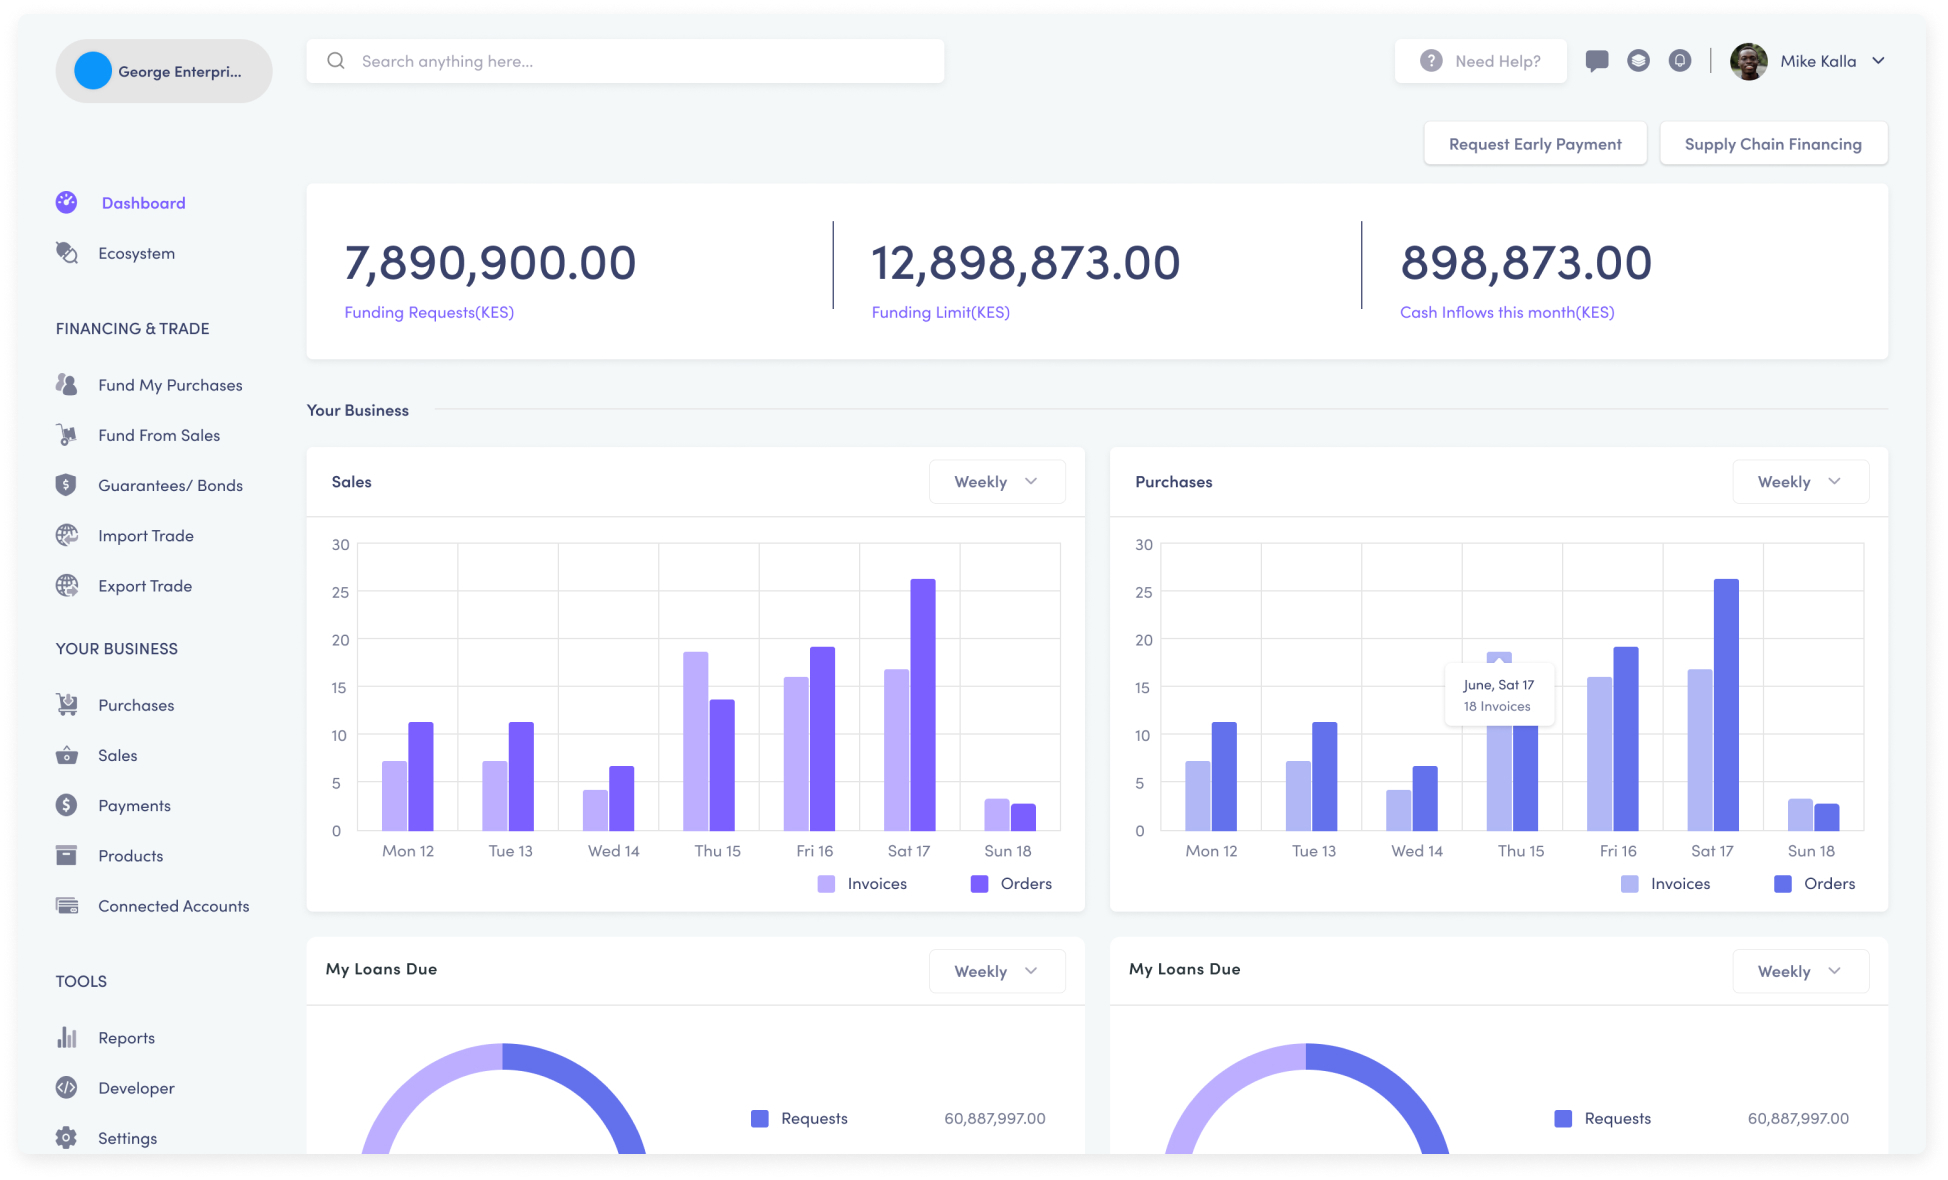 George Enterpri...
Search anything here...
Need Help?
Mike Kalla
Request Early Payment
Supply Chain Financing
Dashboard
Ecosystem
FINANCING & TRADE
Fund My Purchases
Fund From Sales
Guarantees/ Bonds
Import Trade
Export Trade
YOUR BUSINESS
Purchases
Sales
Payments
Products
Connected Accounts
TOOLS
Reports
Developer
Settings
7,890,900.00
Funding Requests(KES)
12,898,873.00
Funding Limit(KES)
898,873.00
Cash Inflows this month(KES)
Your Business
Sales
Weekly
30
25
20
15
10
5
0
Mon 12 Tue 13 Wed 14 Thu 15 Fri 16 Sat 17 Sun 18
Invoices Orders
Purchases
Weekly
30
25
20
15
10
5
0
June, Sat 17
18 Invoices
Mon 12 Tue 13 Wed 14 Thu 15 Fri 16 Sat 17 Sun 18
Invoices Orders
My Loans Due
Weekly
Requests 60,887,997.00
My Loans Due
Weekly
Requests 60,887,997.00